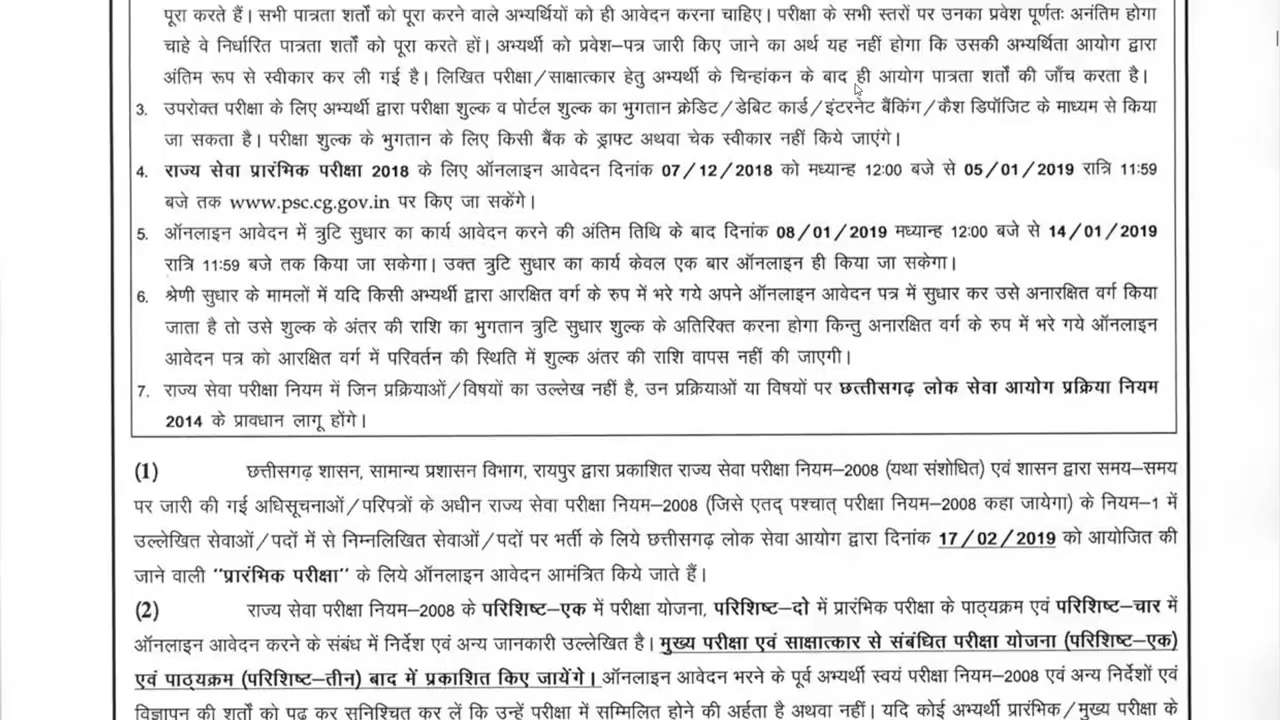 पूरा करते हैं। सभी पात्रता शर्तों को पूरा करने वाले अभ्यर्थियों को ही आवेदन करना चाहिए। परीक्षा के सभी स्तरों पर उनका प्रवेश पूर्णतः अनंतिम होगा
चाहे वे निर्धारित पात्रता शर्तों को पूरा करते हों। अभ्यर्थी को प्रवेश–पत्र जारी किए जाने का अर्थ यह नहीं होगा कि उसकी अभ्यर्थिता आयोग द्वारा
अंतिम रूप से स्वीकार कर ली गई है। लिखित परीक्षा/साक्षात्कार हेतु अभ्यर्थी के चिन्हांकन के बाद ही आयोग पात्रता शर्तों की जाँच करता है।
3. उपरोक्त परीक्षा के लिए अभ्यर्थी द्वारा परीक्षा शुल्क व पोर्टल शुल्क का भुगतान क्रेडिट/डेबिट कार्ड/इंटरनेट बैंकिंग/कैश डिपॉजिट के माध्यम से किया
जा सकता है। परीक्षा शुल्क के भुगतान के लिए किसी बैंक के ड्राफ्ट अथवा चेक स्वीकार नहीं किये जाएंगे।
4. राज्य सेवा प्रारंभिक परीक्षा 2018 के लिए ऑनलाइन आवेदन दिनांक 07/12/2018 को मध्यान्ह 12:00 बजे से 05/01/2019 रात्रि 11:59
बजे तक www.psc.cg.gov.in पर किए जा सकेंगे।
5. ऑनलाइन आवेदन में त्रुटि सुधार का कार्य आवेदन करने की अंतिम तिथि के बाद दिनांक 08/01/2019 मध्यान्ह 12:00 बजे से 14/01/2019
रात्रि 11:59 बजे तक किया जा सकेगा। उक्त त्रुटि सुधार का कार्य केवल एक बार ऑनलाइन ही किया जा सकेगा।
6. श्रेणी सुधार के मामलों में यदि किसी अभ्यर्थी द्वारा आरक्षित वर्ग के रुप में भरे गये अपने ऑनलाइन आवेदन पत्र में सुधार कर उसे अनारक्षित वर्ग किया
जाता है तो उसे शुल्क के अंतर की राशि का भुगतान त्रुटि सुधार शुल्क के अतिरिक्त करना होगा किन्तु अनारक्षित वर्ग के रुप में भरे गये ऑनलाइन
आवेदन पत्र को आरक्षित वर्ग में परिवर्तन की स्थिति में शुल्क अंतर की राशि वापस नहीं की जाएगी।
7. राज्य सेवा परीक्षा नियम में जिन प्रक्रियाओं/विषयों का उल्लेख नहीं है, उन प्रक्रियाओं या विषयों पर छत्तीसगढ़ लोक सेवा आयोग प्रक्रिया नियम
2014 के प्रावधान लागू होंगे।
(1) छत्तीसगढ़ शासन, सामान्य प्रशासन विभाग, रायपुर द्वारा प्रकाशित राज्य सेवा परीक्षा नियम–2008 (यथा संशोधित) एवं शासन द्वारा समय–समय
पर जारी की गई अधिसूचनाओं/परिपत्रों के अधीन राज्य सेवा परीक्षा नियम–2008 (जिसे एतद् पश्चात् परीक्षा नियम–2008 कहा जायेगा) के नियम–1 में
उल्लेखित सेवाओं/पदों में से निम्नलिखित सेवाओं/पदों पर भर्ती के लिये छत्तीसगढ़ लोक सेवा आयोग द्वारा दिनांक 17/02/2019 को आयोजित की
जाने वाली "प्रारंभिक परीक्षा" के लिये ऑनलाइन आवेदन आमंत्रित किये जाते हैं।
(2) राज्य सेवा परीक्षा नियम–2008 के परिशिष्ट–एक में परीक्षा योजना, परिशिष्ट–दो में प्रारंभिक परीक्षा के पाठ्यक्रम एवं परिशिष्ट–चार में
ऑनलाइन आवेदन करने के संबंध में निर्देश एवं अन्य जानकारी उल्लेखित है। मुख्य परीक्षा एवं साक्षात्कार से संबंधित परीक्षा योजना (परिशिष्ट–एक)
एवं पाठ्यक्रम (परिशिष्ट–तीन) बाद में प्रकाशित किए जायेंगे। ऑनलाइन आवेदन भरने के पूर्व अभ्यर्थी स्वयं परीक्षा नियम–2008 एवं अन्य निर्देशों एवं
विज्ञापन की शर्तों को पढ़ कर सुनिश्चित कर लें कि उन्हें परीक्षा में सम्मिलित होने की अर्हता है अथवा नहीं। यदि कोई अभ्यर्थी प्रारंभिक/मुख्य परीक्षा के